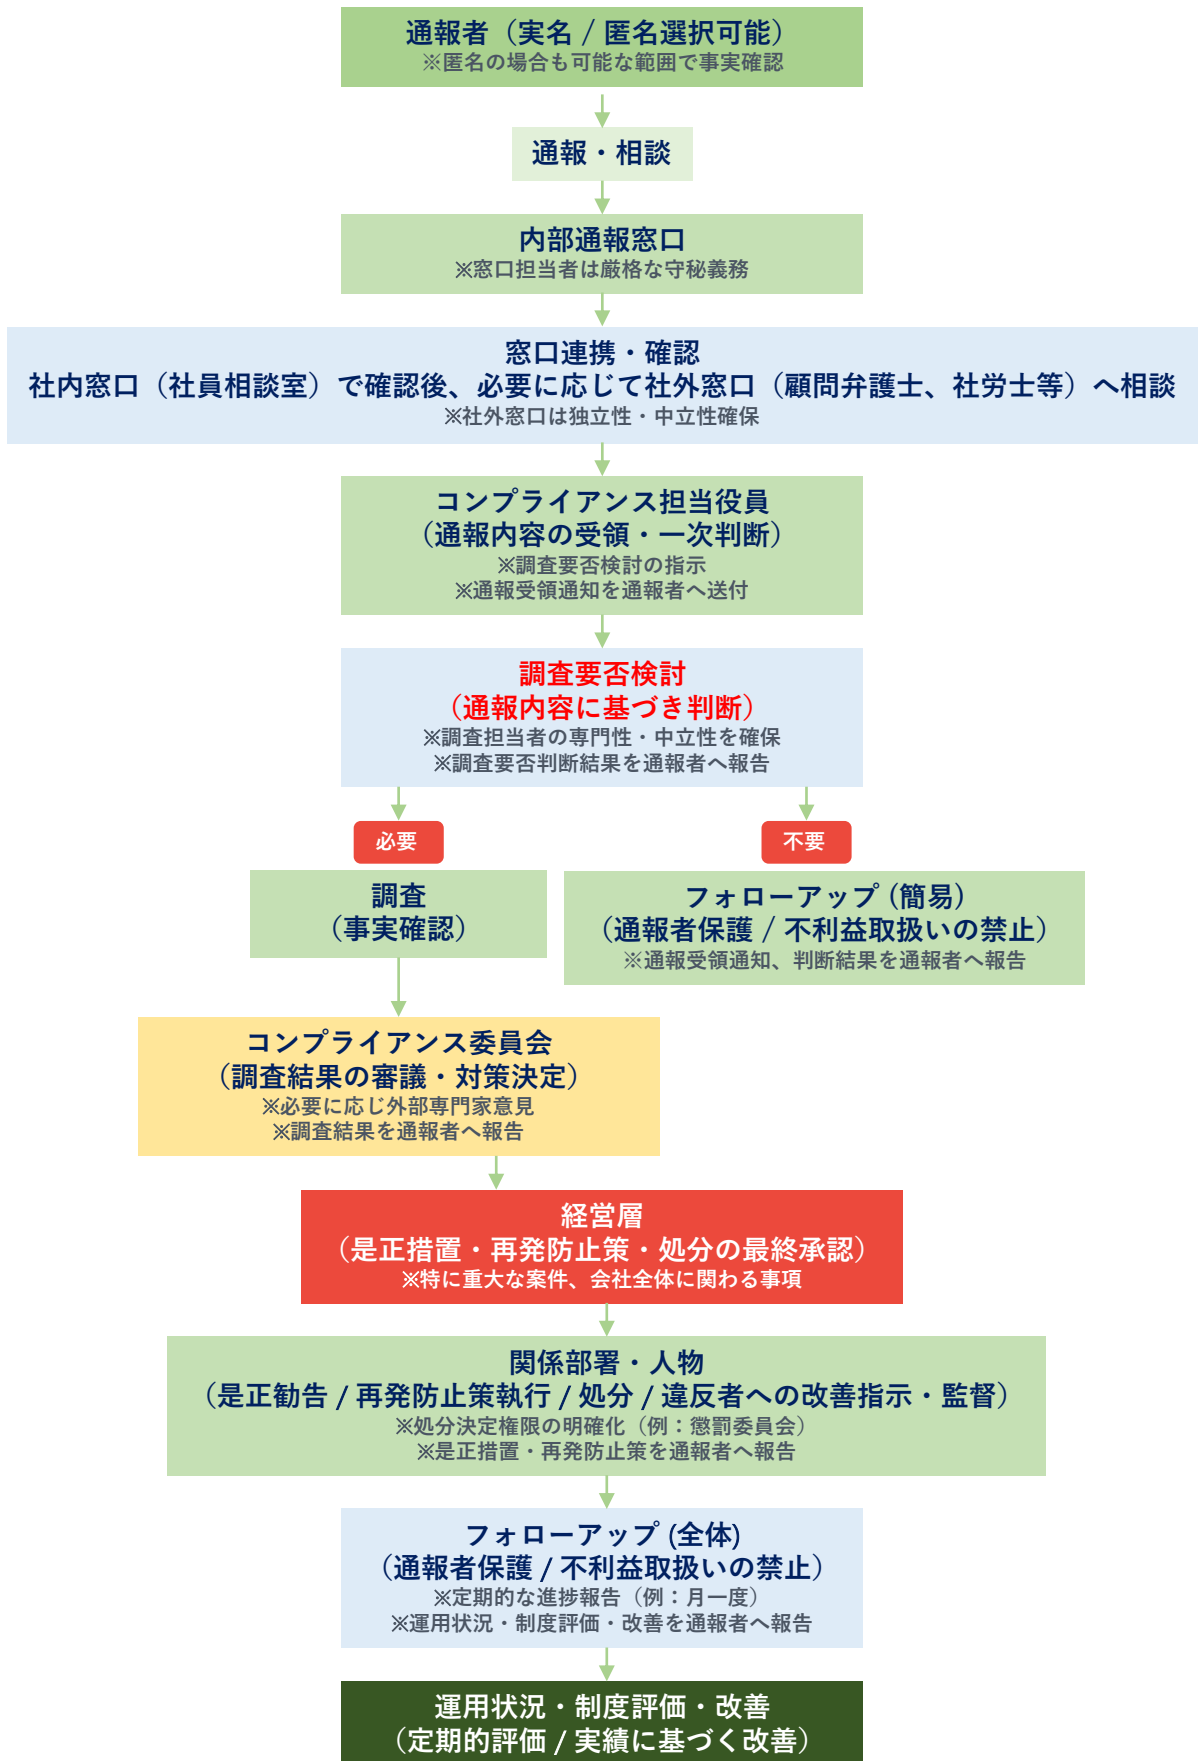 通報者（実名 / 匿名選択可能）
※匿名の場合も可能な範囲で事実確認
通報・相談
内部通報窓口
※窓口担当者は厳格な守秘義務
窓口連携・確認
社内窓口（社員相談室）で確認後、必要に応じて社外窓口（顧問弁護士、社労士等）へ相談
※社外窓口は独立性・中立性確保
コンプライアンス担当役員
（通報内容の受領・一次判断）
※調査要否検討の指示
※通報受領通知を通報者へ送付
調査要否検討
（通報内容に基づき判断）
※調査担当者の専門性・中立性を確保
※調査要否判断結果を通報者へ報告
必要
不要
調査
（事実確認）
フォローアップ (簡易)
（通報者保護 / 不利益取扱いの禁止）
※通報受領通知、判断結果を通報者へ報告
コンプライアンス委員会
（調査結果の審議・対策決定）
※必要に応じ外部専門家意見
※調査結果を通報者へ報告
経営層
（是正措置・再発防止策・処分の最終承認）
※特に重大な案件、会社全体に関わる事項
関係部署・人物
（是正勧告 / 再発防止策執行 / 処分 / 違反者への改善指示・監督）
※処分決定権限の明確化（例：懲罰委員会）
※是正措置・再発防止策を通報者へ報告
フォローアップ (全体)
（通報者保護 / 不利益取扱いの禁止）
※定期的な進捗報告（例：月一度）
※運用状況・制度評価・改善を通報者へ報告
運用状況・制度評価・改善
（定期的評価 / 実績に基づく改善）